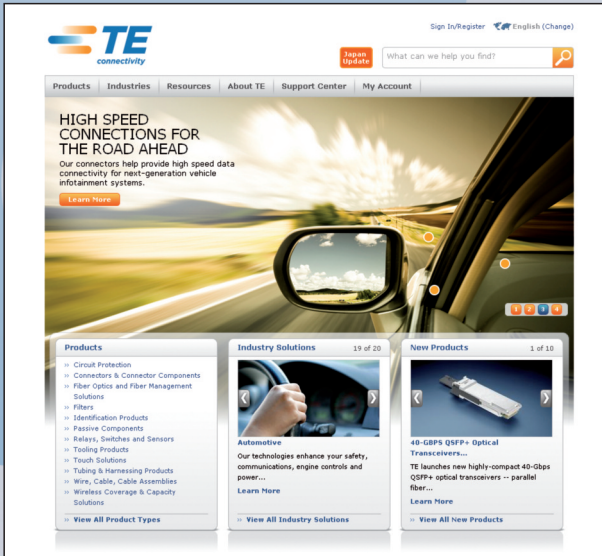 Sign In/Register English (Change)
TE
connectivity
Japan
Update
What can we help you find?
Products Industries Resources About TE Support Center My Account
HIGH SPEED
CONNECTIONS FOR
THE ROAD AHEAD
Our connectors help provide high speed data
connectivity for next-generation vehicle
infotainment systems.
Learn More
1 2 3 4
Products
» Circuit Protection
» Connectors & Connector Components
» Fiber Optics and Fiber Management
Solutions
» Filters
» Identification Products
» Passive Components
» Relays, Switches and Sensors
» Tooling Products
» Touch Solutions
» Tubing & Harnessing Products
» Wire, Cable, Cable Assemblies
» Wireless Coverage & Capacity
Solutions
» View All Product Types
Industry Solutions 19 of 20
Automotive
Our technologies enhance your safety,
communications, engine controls and
power...
Learn More
» View All Industry Solutions
New Products 1 of 10
40-GBPS QSFP+ Optical
Transceivers...
TE launches new highly-compact 40-Gbps
QSFP+ optical transceivers -- parallel
fiber...
Learn More
» View All New Products